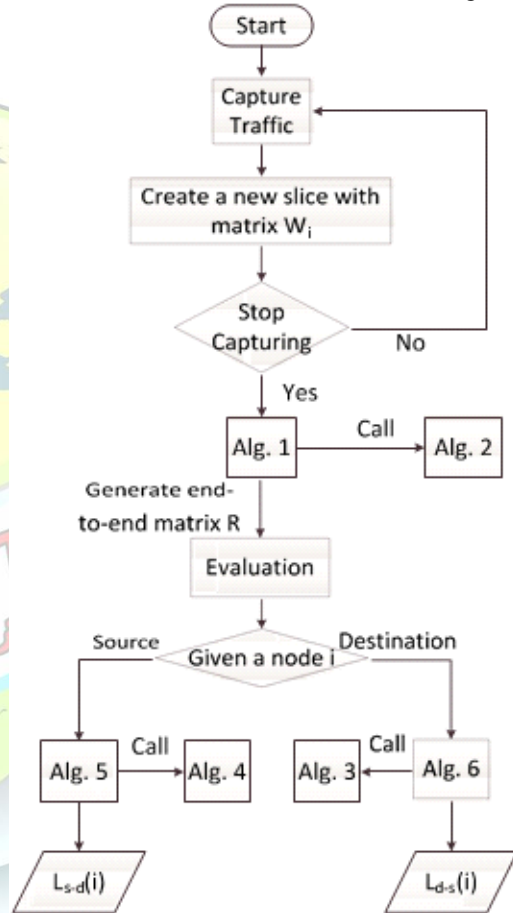 Start
Capture
Traffic
Create a new slice with
matrix Wi
Stop
Capturing
No
Yes
Alg. 1
Call
Alg. 2
Generate end-
to-end matrix R
Evaluation
Source
Given a node i
Destination
Alg. 5
Call
Alg. 4
Alg. 3
Call
Alg. 6
Ls-d(i)
Ld-s(i)